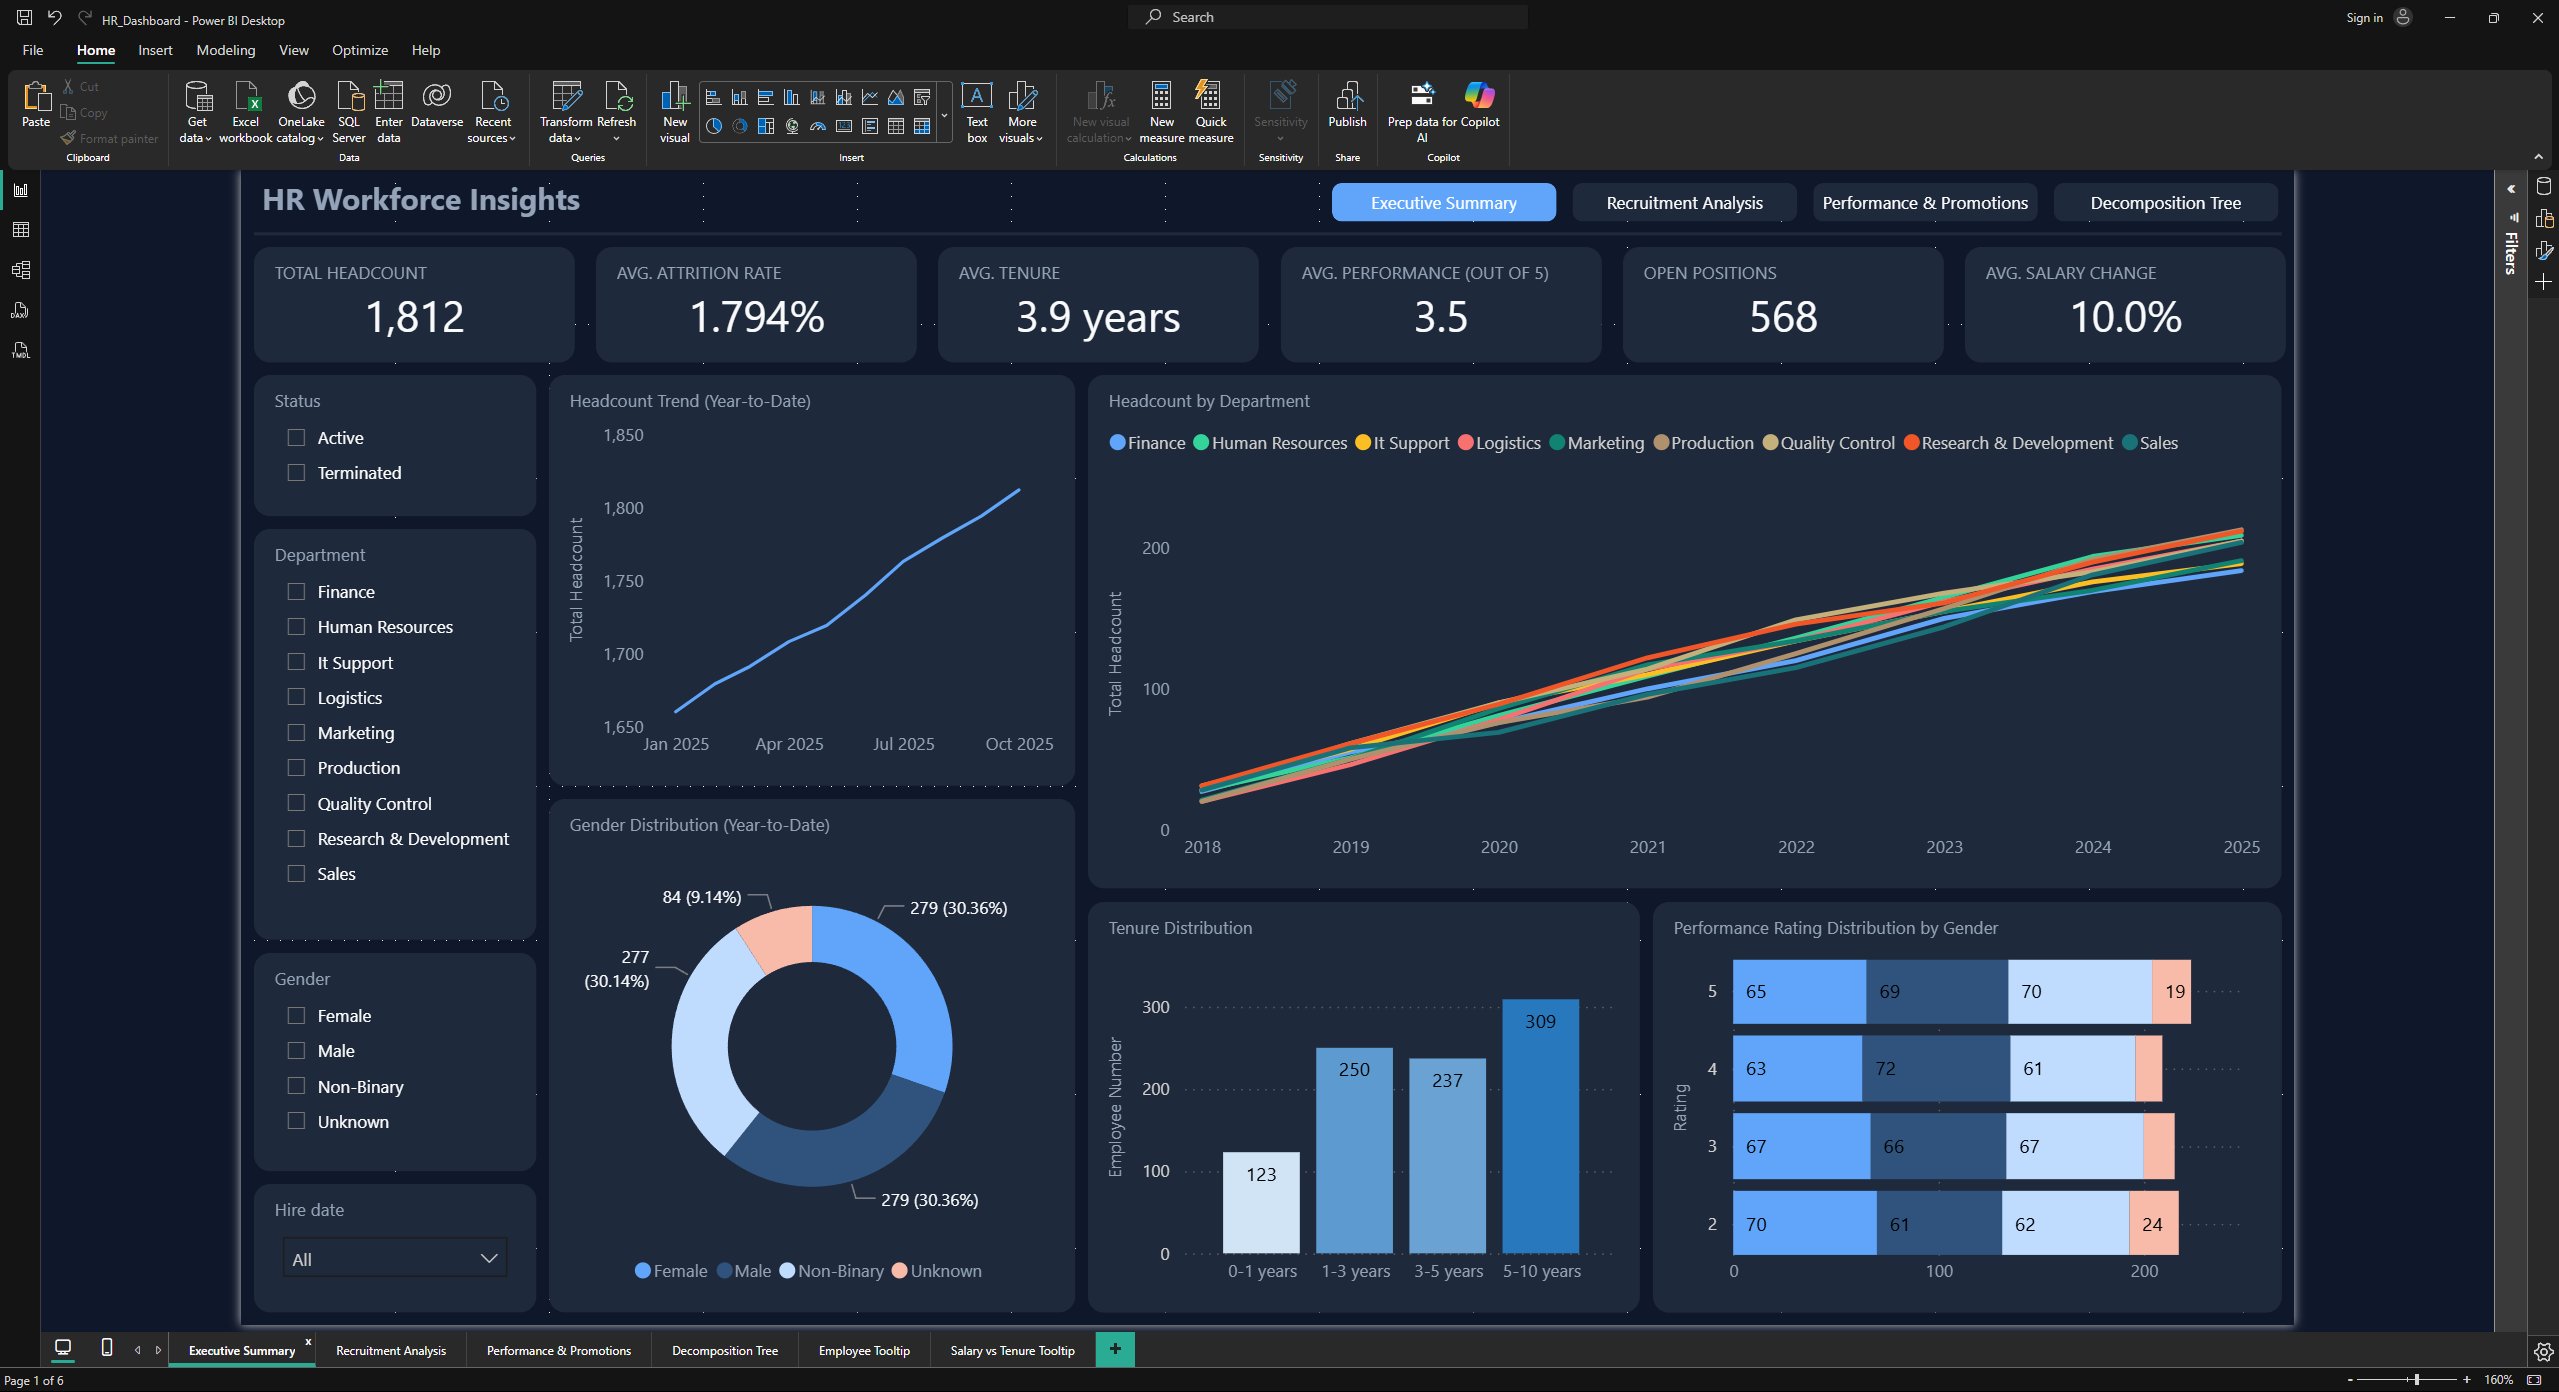 HR_Dashboard - Power BI Desktop
Search
Sign in
File Home Insert Modeling View Optimize Help
Paste
Cut
Copy
Format painter
Clipboard
Get data
Excel workbook
OneLake catalog
SQL Server
Enter data
Dataverse
Recent sources
Data
Transform data
Refresh
Queries
New visual
Text box
More visuals
Insert
New visual calculation
New measure
Quick measure
Calculations
Sensitivity
Sensitivity
Publish
Share
Prep data for AI
Copilot
Copilot
DAX
TMDL
HR Workforce Insights
Executive Summary
Recruitment Analysis
Performance & Promotions
Decomposition Tree
Filters
TOTAL HEADCOUNT
1,812
AVG. ATTRITION RATE
1.794%
AVG. TENURE
3.9 years
AVG. PERFORMANCE (OUT OF 5)
3.5
OPEN POSITIONS
568
AVG. SALARY CHANGE
10.0%
Status
Active
Terminated
Department
Finance
Human Resources
It Support
Logistics
Marketing
Production
Quality Control
Research & Development
Sales
Gender
Female
Male
Non-Binary
Unknown
Hire date
All
Headcount Trend (Year-to-Date)
Total Headcount
1,850
1,800
1,750
1,700
1,650
Jan 2025 Apr 2025 Jul 2025 Oct 2025
Gender Distribution (Year-to-Date)
84 (9.14%)
279 (30.36%)
277
(30.14%)
279 (30.36%)
Female Male Non-Binary Unknown
Headcount by Department
Finance Human Resources It Support Logistics Marketing Production Quality Control Research & Development Sales
Total Headcount
200
100
0
2018 2019 2020 2021 2022 2023 2024 2025
Tenure Distribution
Employee Number
300
200
100
0
123
250
237
309
0-1 years 1-3 years 3-5 years 5-10 years
Performance Rating Distribution by Gender
Rating
5 65 69 70 19
4 63 72 61
3 67 66 67
2 70 61 62 24
0 100 200
Executive Summary x
Recruitment Analysis
Performance & Promotions
Decomposition Tree
Employee Tooltip
Salary vs Tenure Tooltip
+
Page 1 of 6
- + 160%